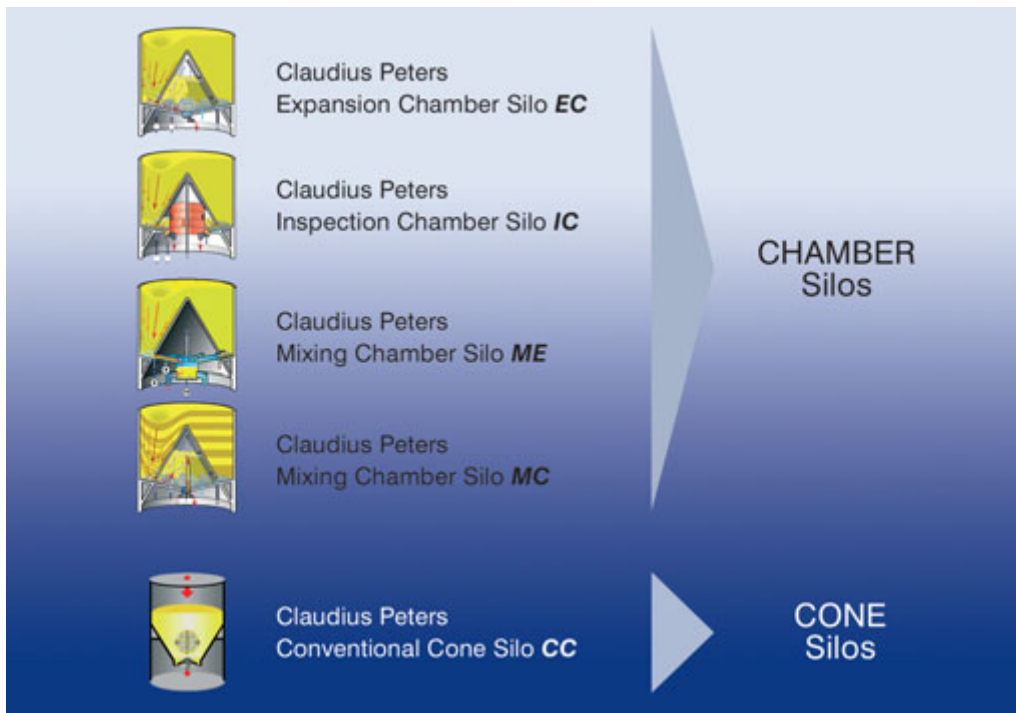 Claudius Peters
Expansion Chamber Silo EC
Claudius Peters
Inspection Chamber Silo IC
Claudius Peters
Mixing Chamber Silo ME
Claudius Peters
Mixing Chamber Silo MC
CHAMBER
Silos
Claudius Peters
Conventional Cone Silo CC
CONE
Silos